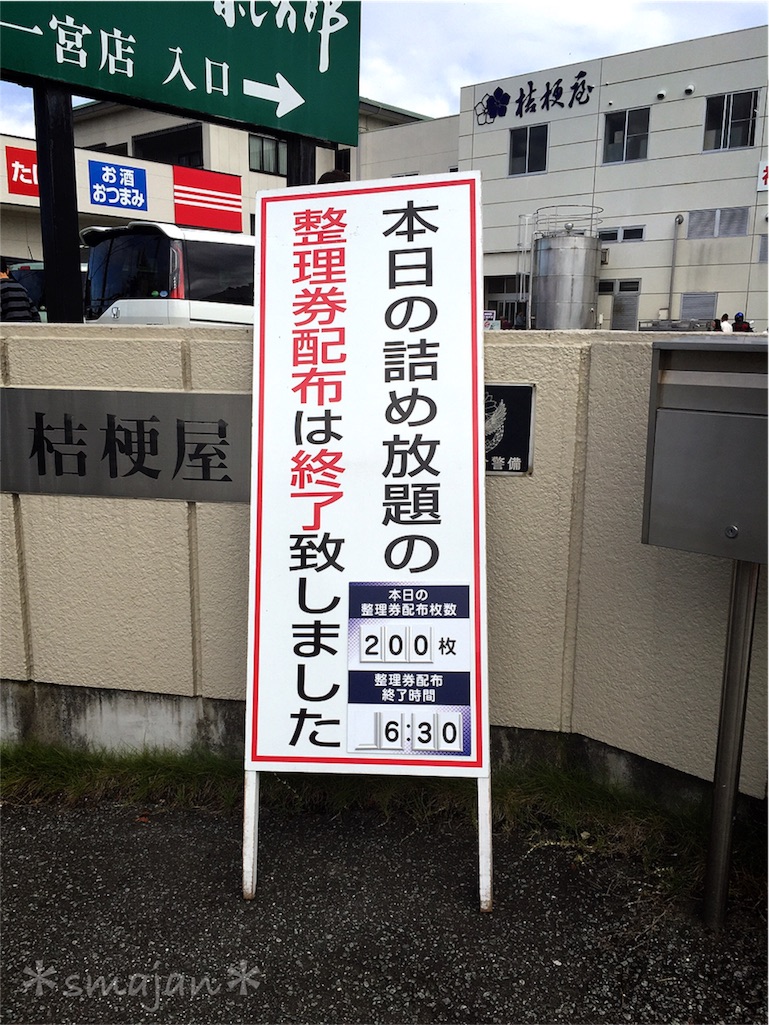 一宮店 入口 →
桔梗屋
た
お酒
おつまみ
桔梗屋
本日の詰め放題の
整理券配布は終了致しました
本日の
整理券配布枚数
200枚
整理券配布
終了時間
6:30
警備
*smajan*